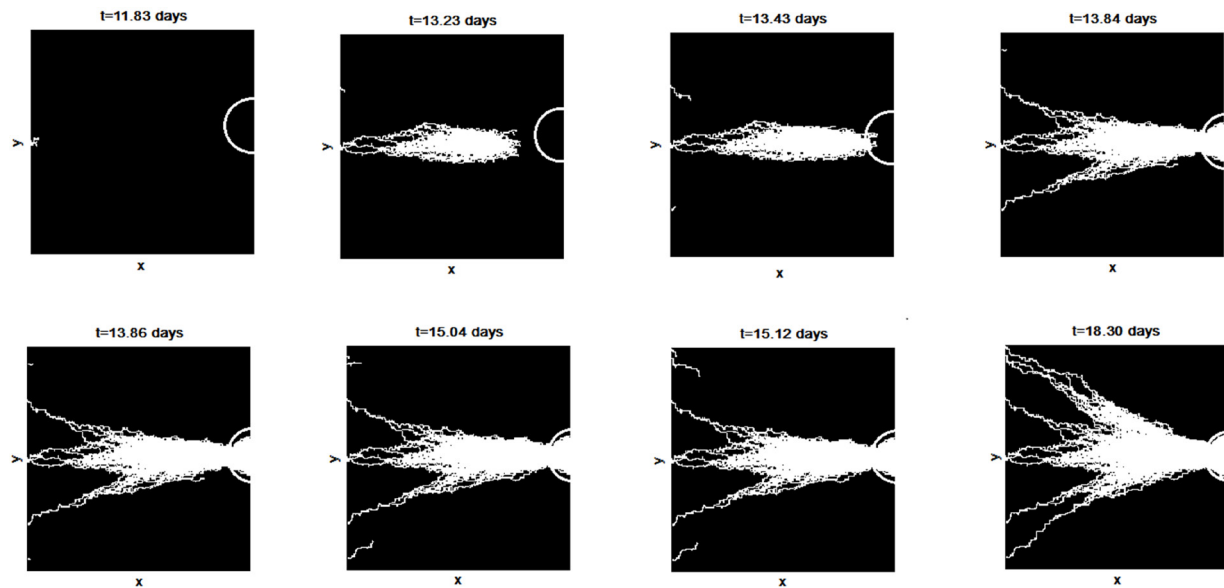 t=11.83 days
t=13.23 days
t=13.43 days
t=13.84 days
y
y
y
y
x
x
x
x
t=13.86 days
t=15.04 days
t=15.12 days
t=18.30 days
y
y
y
y
x
x
x
x